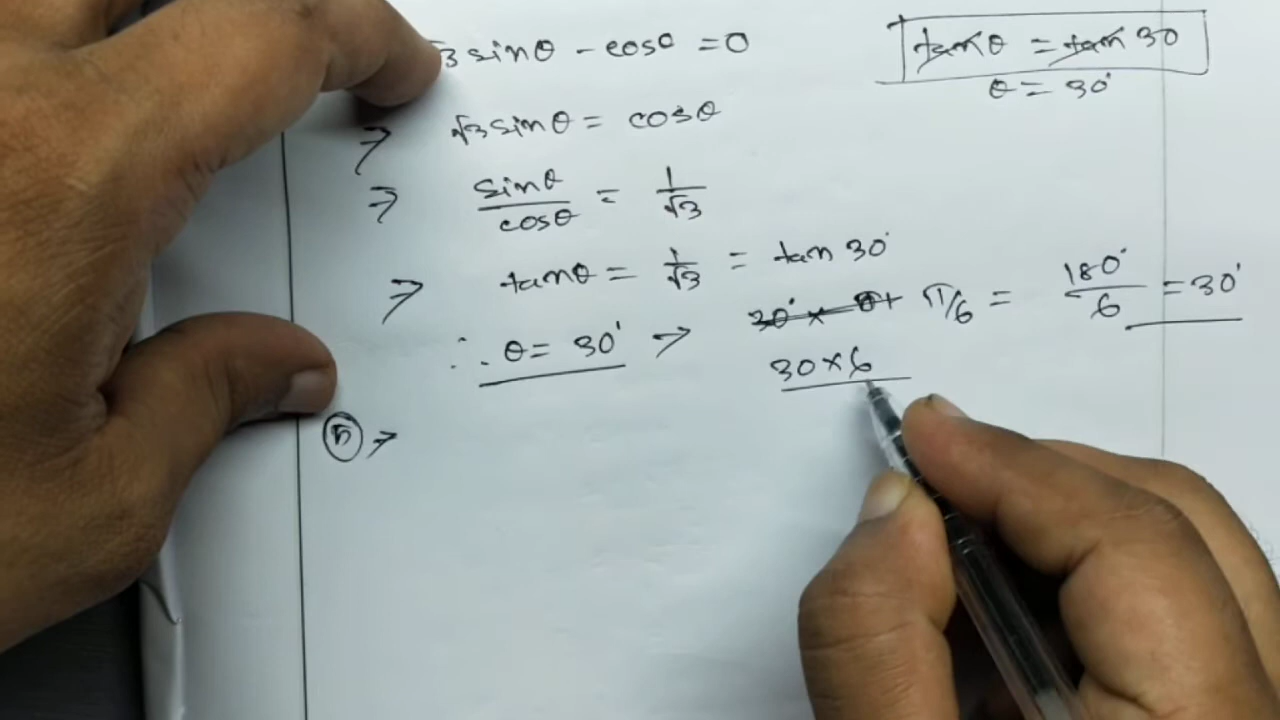 √3 sinθ - cosθ = 0
tanθ = tan 30
θ = 30°
⇒ √3 sinθ = cosθ
⇒ sinθ/cosθ = 1/√3
⇒ tanθ = 1/√3 = tan 30°
∴ θ = 30° → π/6 = 180°/6 = 30°
30×6